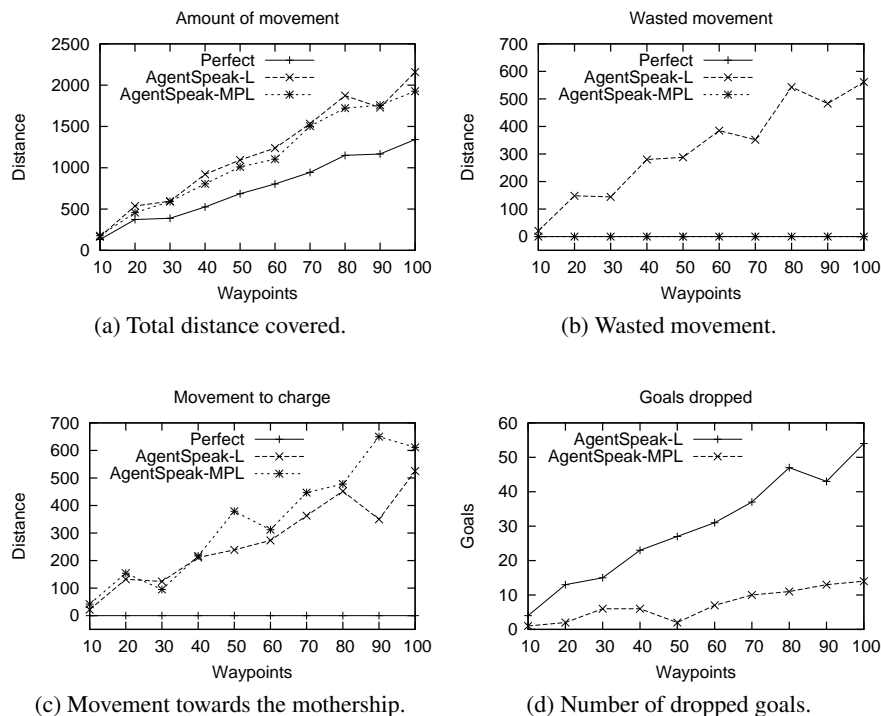 Amount of movement
2500
2000
1500
1000
500
0
Distance
Perfect
AgentSpeak-L
AgentSpeak-MPL
10 20 30 40 50 60 70 80 90 100
Waypoints
(a) Total distance covered.
Wasted movement
700
600
500
400
300
200
100
0
Distance
Perfect
AgentSpeak-L
AgentSpeak-MPL
10 20 30 40 50 60 70 80 90 100
Waypoints
(b) Wasted movement.
Movement to charge
700
600
500
400
300
200
100
0
Distance
Perfect
AgentSpeak-L
AgentSpeak-MPL
10 20 30 40 50 60 70 80 90 100
Waypoints
(c) Movement towards the mothership.
Goals dropped
60
50
40
30
20
10
0
Goals
AgentSpeak-L
AgentSpeak-MPL
10 20 30 40 50 60 70 80 90 100
Waypoints
(d) Number of dropped goals.